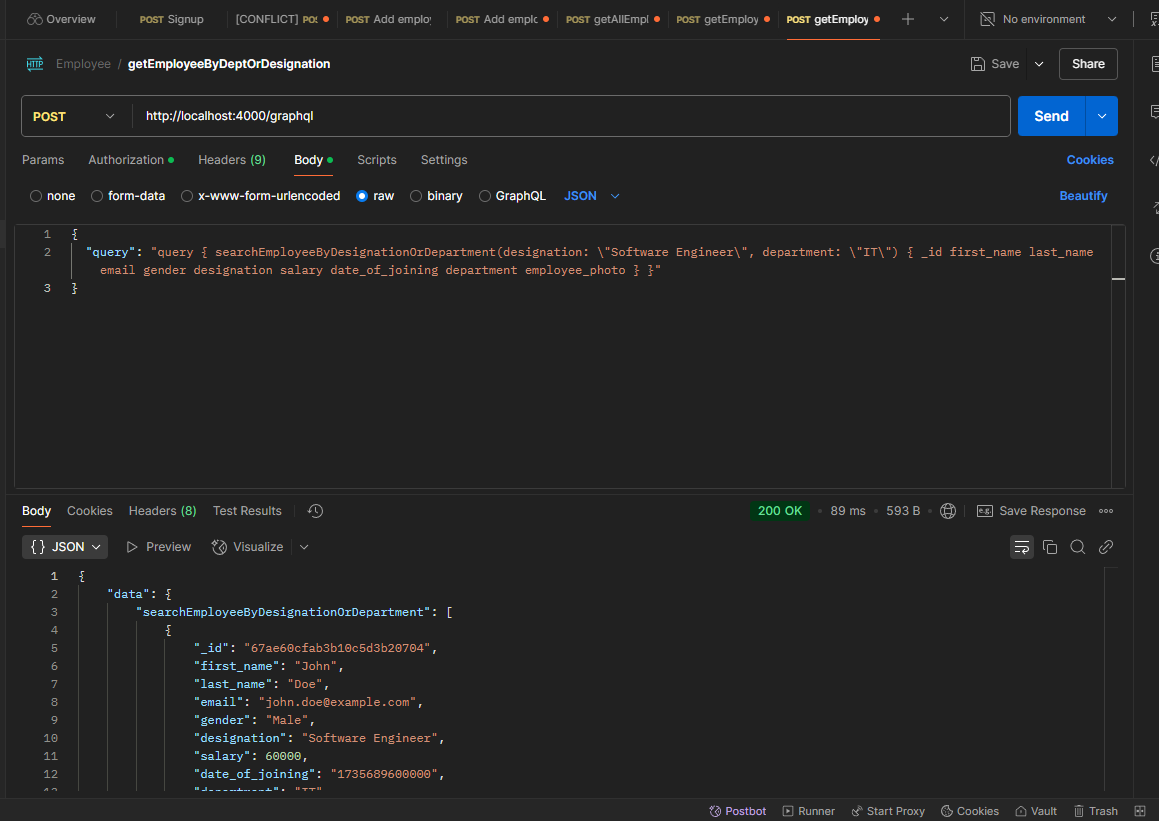 Overview POST Signup [CONFLICT] POS POST Add employ POST Add emplo POST getAllEmpl POST getEmploy POST getEmploy No environment
HTTP Employee / getEmployeeByDeptOrDesignation Save Share
POST http://localhost:4000/graphql Send
Params Authorization Headers (9) Body Scripts Settings Cookies
none form-data x-www-form-urlencoded raw binary GraphQL JSON Beautify
1 {
2 "query": "query { searchEmployeeByDesignationOrDepartment(designation: \"Software Engineer\", department: \"IT\") { _id first_name last_name
email gender designation salary date_of_joining department employee_photo } }"
3 }
Body Cookies Headers (8) Test Results 200 OK 89 ms 593 B e.g. Save Response
{} JSON Preview Visualize
1 {
2 "data": {
3 "searchEmployeeByDesignationOrDepartment": [
4 {
5 "_id": "67ae60cfab3b10c5d3b20704",
6 "first_name": "John",
7 "last_name": "Doe",
8 "email": "john.doe@example.com",
9 "gender": "Male",
10 "designation": "Software Engineer",
11 "salary": 60000,
12 "date_of_joining": "1735689600000",
13 "department": "IT"
Postbot Runner Start Proxy Cookies Vault Trash